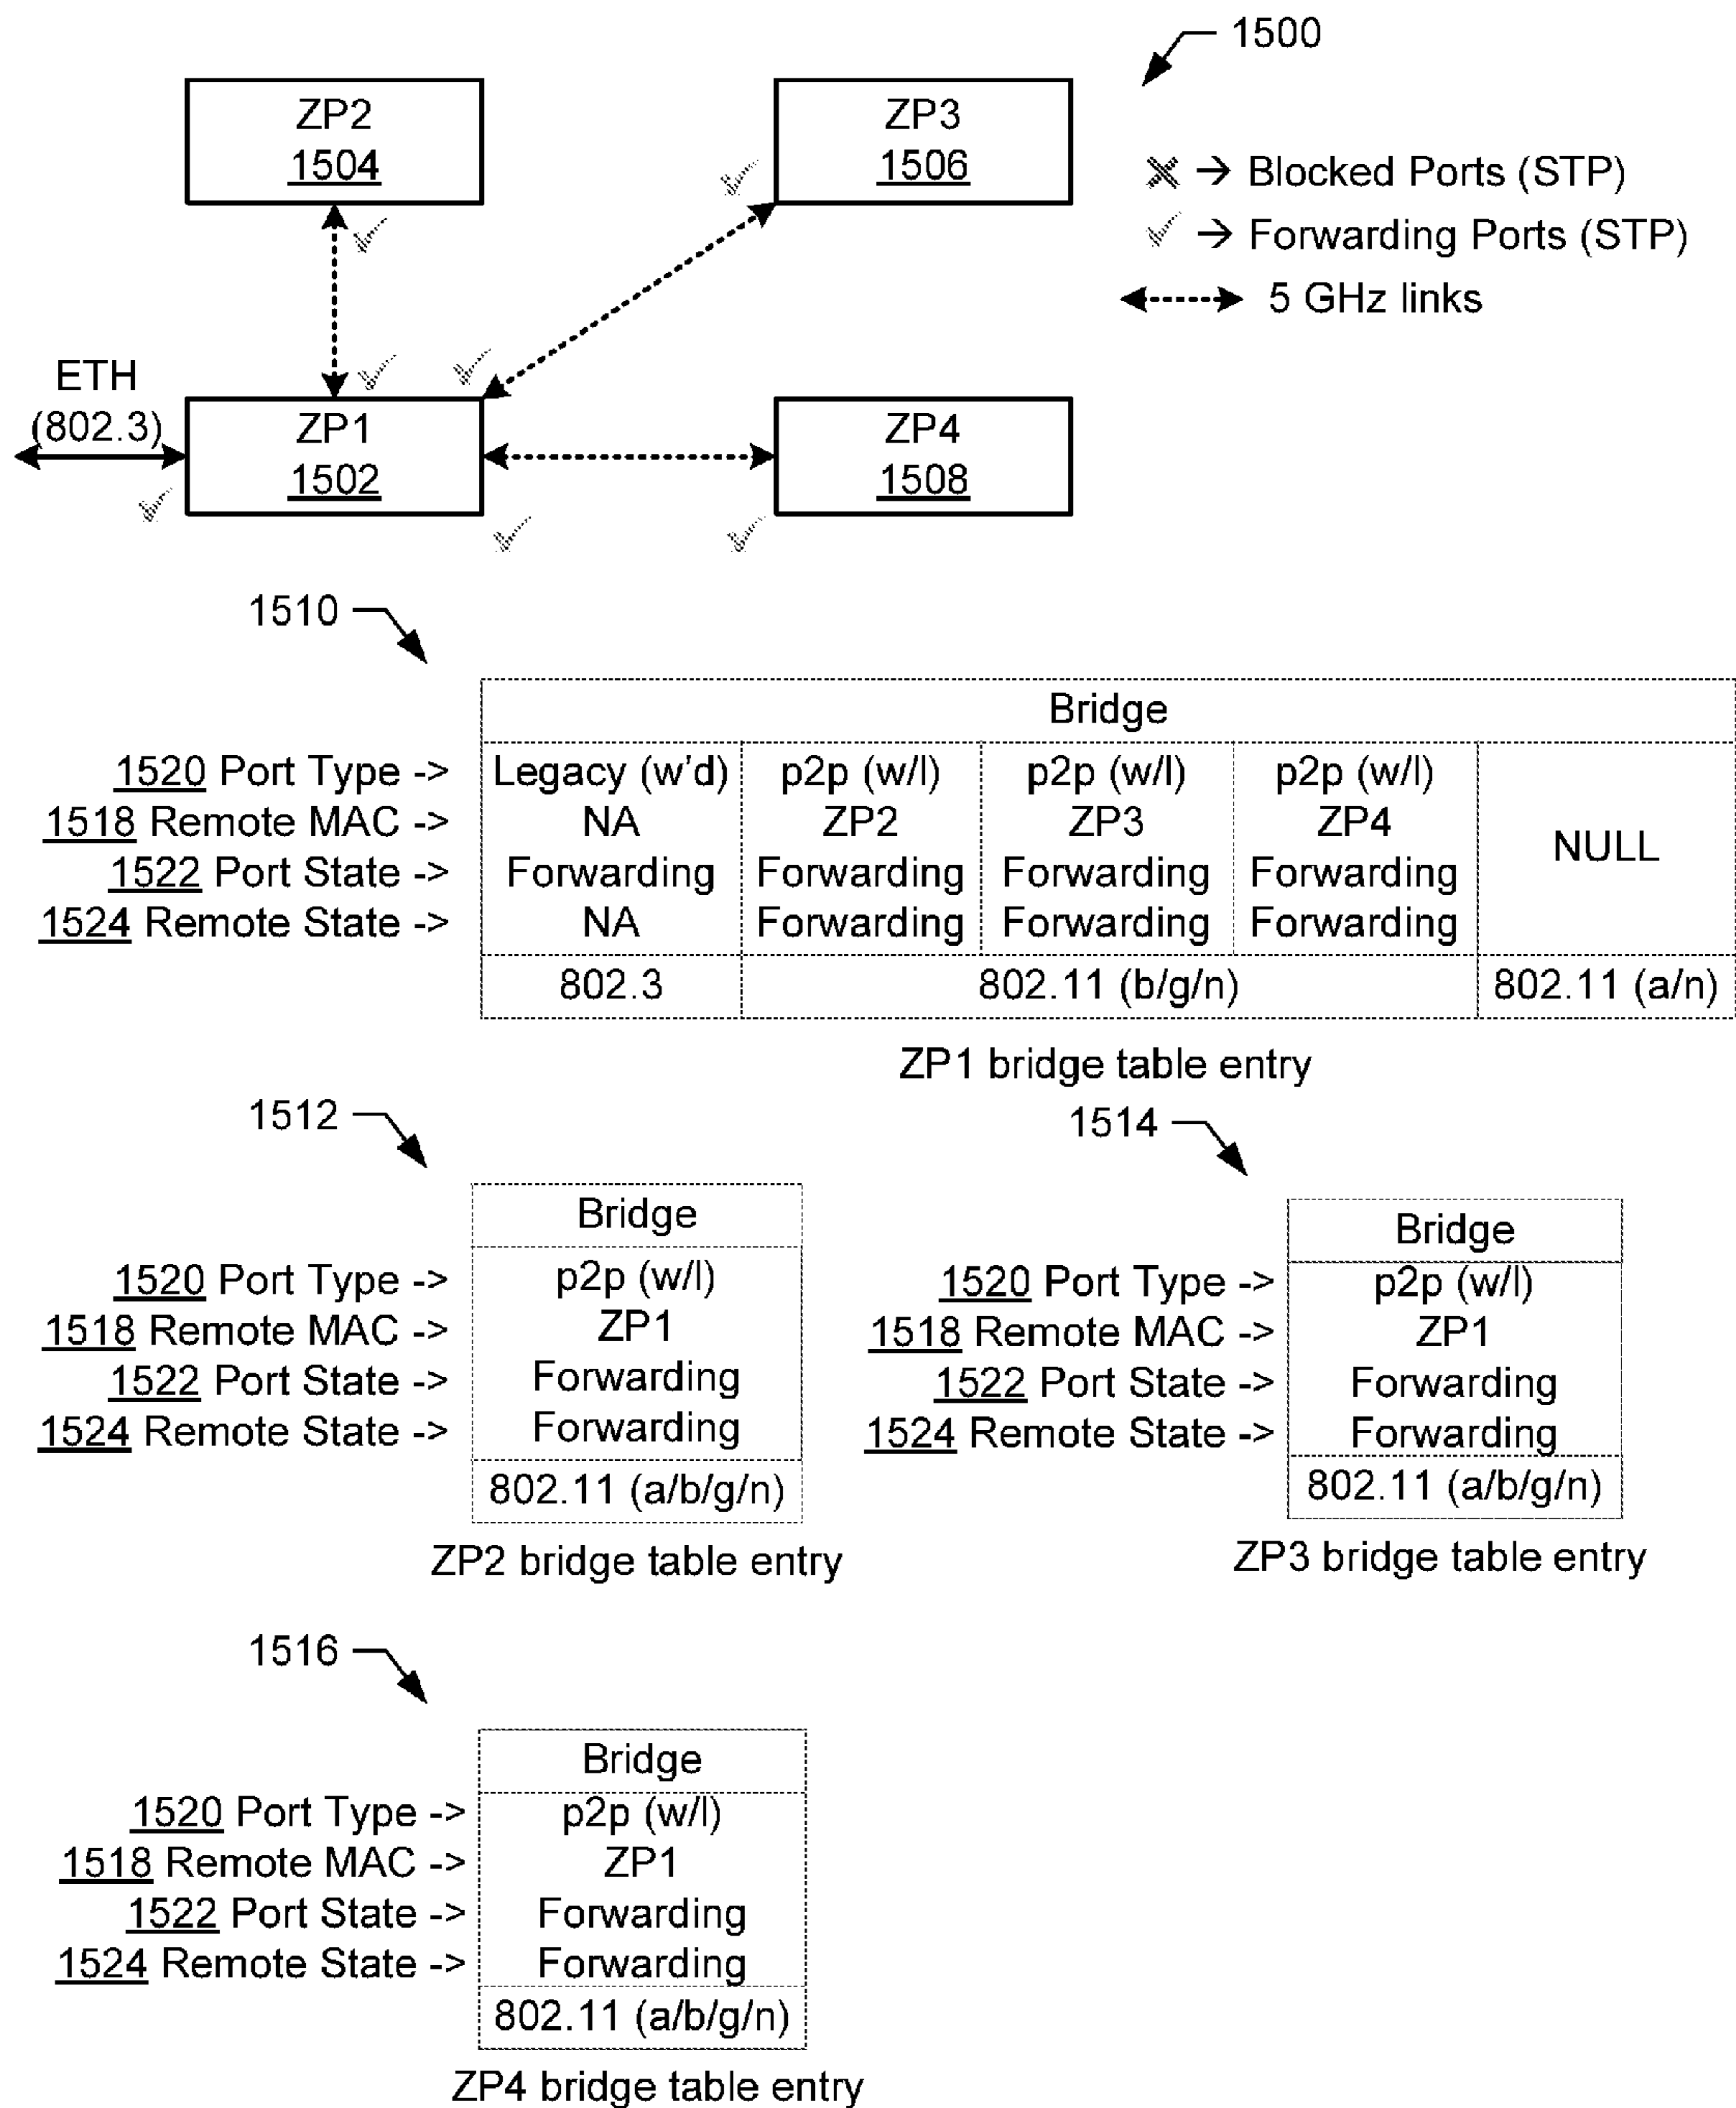 1500
ZP2
1504
ZP3
1506
→ Blocked Ports (STP)
→ Forwarding Ports (STP)
5 GHz links
ETH
(802.3)
ZP1
1502
ZP4
1508
1510
Bridge
1520 Port Type -> Legacy (w'd) p2p (w/l) p2p (w/l) p2p (w/l)
1518 Remote MAC -> NA ZP2 ZP3 ZP4
NULL
1522 Port State -> Forwarding Forwarding Forwarding Forwarding
1524 Remote State -> NA Forwarding Forwarding Forwarding
802.3 802.11 (b/g/n) 802.11 (a/n)
ZP1 bridge table entry
1512
Bridge
1520 Port Type -> p2p (w/l)
1518 Remote MAC -> ZP1
1522 Port State -> Forwarding
1524 Remote State -> Forwarding
802.11 (a/b/g/n)
ZP2 bridge table entry
1514
Bridge
1520 Port Type -> p2p (w/l)
1518 Remote MAC -> ZP1
1522 Port State -> Forwarding
1524 Remote State -> Forwarding
802.11 (a/b/g/n)
ZP3 bridge table entry
1516
Bridge
1520 Port Type -> p2p (w/l)
1518 Remote MAC -> ZP1
1522 Port State -> Forwarding
1524 Remote State -> Forwarding
802.11 (a/b/g/n)
ZP4 bridge table entry